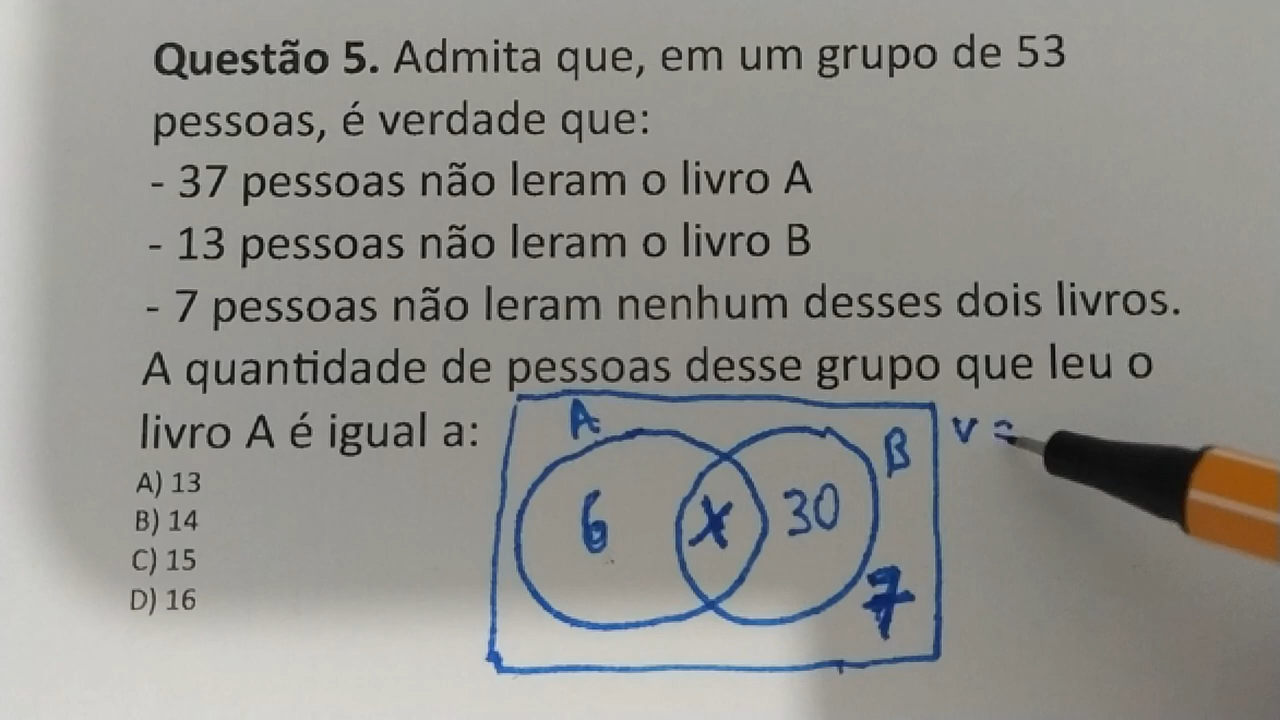 Questão 5. Admita que, em um grupo de 53
pessoas, é verdade que:
- 37 pessoas não leram o livro A
- 13 pessoas não leram o livro B
- 7 pessoas não leram nenhum desses dois livros.
A quantidade de pessoas desse grupo que leu o
livro A é igual a:
A) 13
B) 14
C) 15
D) 16
A
B
6 x 30
7
v =